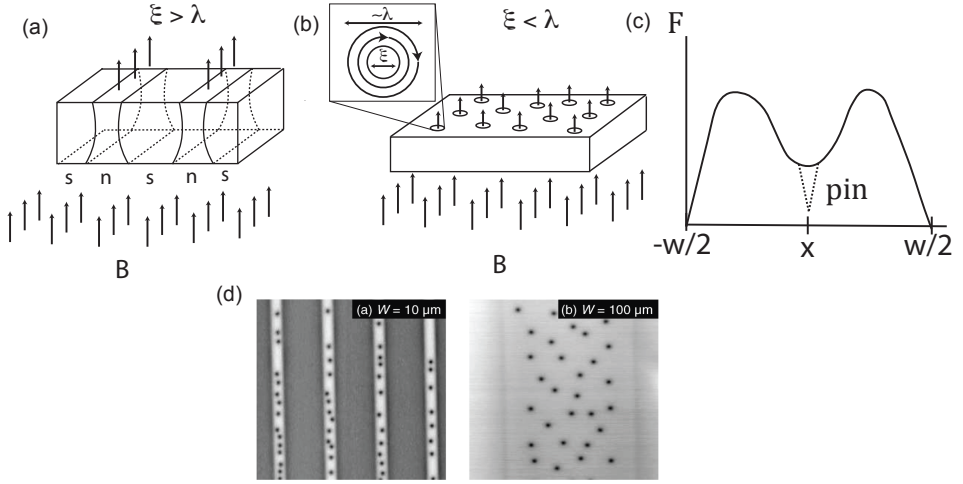 (a)
ξ > λ
s n s n s
B
(b)
~λ
ξ
ξ < λ
B
(c)
F
pin
-w/2 x w/2
(d)
(a) W = 10 μm
(b) W = 100 μm